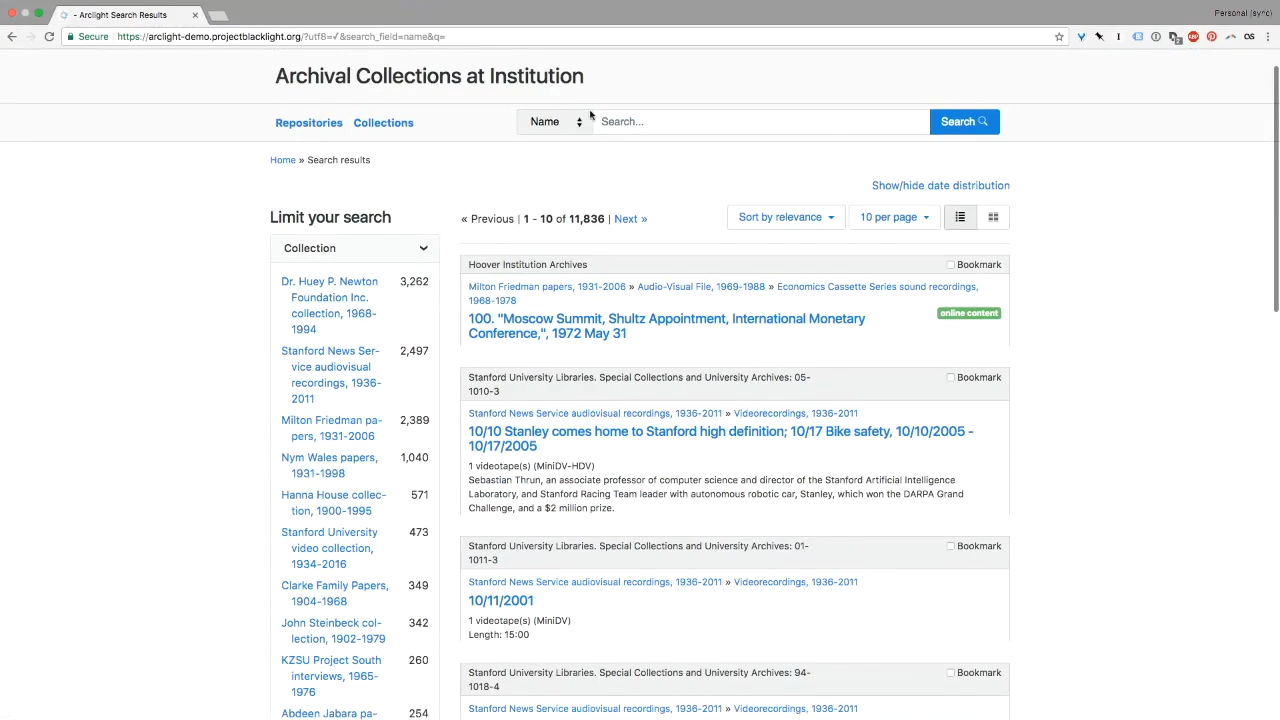 - Arclight Search Results
Personal (sync)
Secure https://arclight-demo.projectblacklight.org/?utf8=✓&search_field=name&q=
Archival Collections at Institution
Repositories Collections Name Search... Search
Home » Search results
Show/hide date distribution
Limit your search
« Previous | 1 - 10 of 11,836 | Next » Sort by relevance 10 per page
Collection
Dr. Huey P. Newton 3,262
Foundation Inc.
collection, 1968-
1994
Stanford News Ser- 2,497
vice audiovisual
recordings, 1936-
2011
Milton Friedman pa- 2,389
pers, 1931-2006
Nym Wales papers, 1,040
1931-1998
Hanna House collec- 571
tion, 1900-1995
Stanford University 473
video collection,
1934-2016
Clarke Family Papers, 349
1904-1968
John Steinbeck col- 342
lection, 1902-1979
KZSU Project South 260
interviews, 1965-
1976
Abdeen Jabara pa- 254
Hoover Institution Archives Bookmark
Milton Friedman papers, 1931-2006 » Audio-Visual File, 1969-1988 » Economics Cassette Series sound recordings,
1968-1978
100. "Moscow Summit, Shultz Appointment, International Monetary
Conference,", 1972 May 31
online content
Stanford University Libraries. Special Collections and University Archives: 05- Bookmark
1010-3
Stanford News Service audiovisual recordings, 1936-2011 » Videorecordings, 1936-2011
10/10 Stanley comes home to Stanford high definition; 10/17 Bike safety, 10/10/2005 -
10/17/2005
1 videotape(s) (MiniDV-HDV)
Sebastian Thrun, an associate professor of computer science and director of the Stanford Artificial Intelligence
Laboratory, and Stanford Racing Team leader with autonomous robotic car, Stanley, which won the DARPA Grand
Challenge, and a $2 million prize.
Stanford University Libraries. Special Collections and University Archives: 01- Bookmark
1011-3
Stanford News Service audiovisual recordings, 1936-2011 » Videorecordings, 1936-2011
10/11/2001
1 videotape(s) (MiniDV)
Length: 15:00
Stanford University Libraries. Special Collections and University Archives: 94- Bookmark
1018-4
Stanford News Service audiovisual recordings, 1936-2011 » Videorecordings, 1936-2011